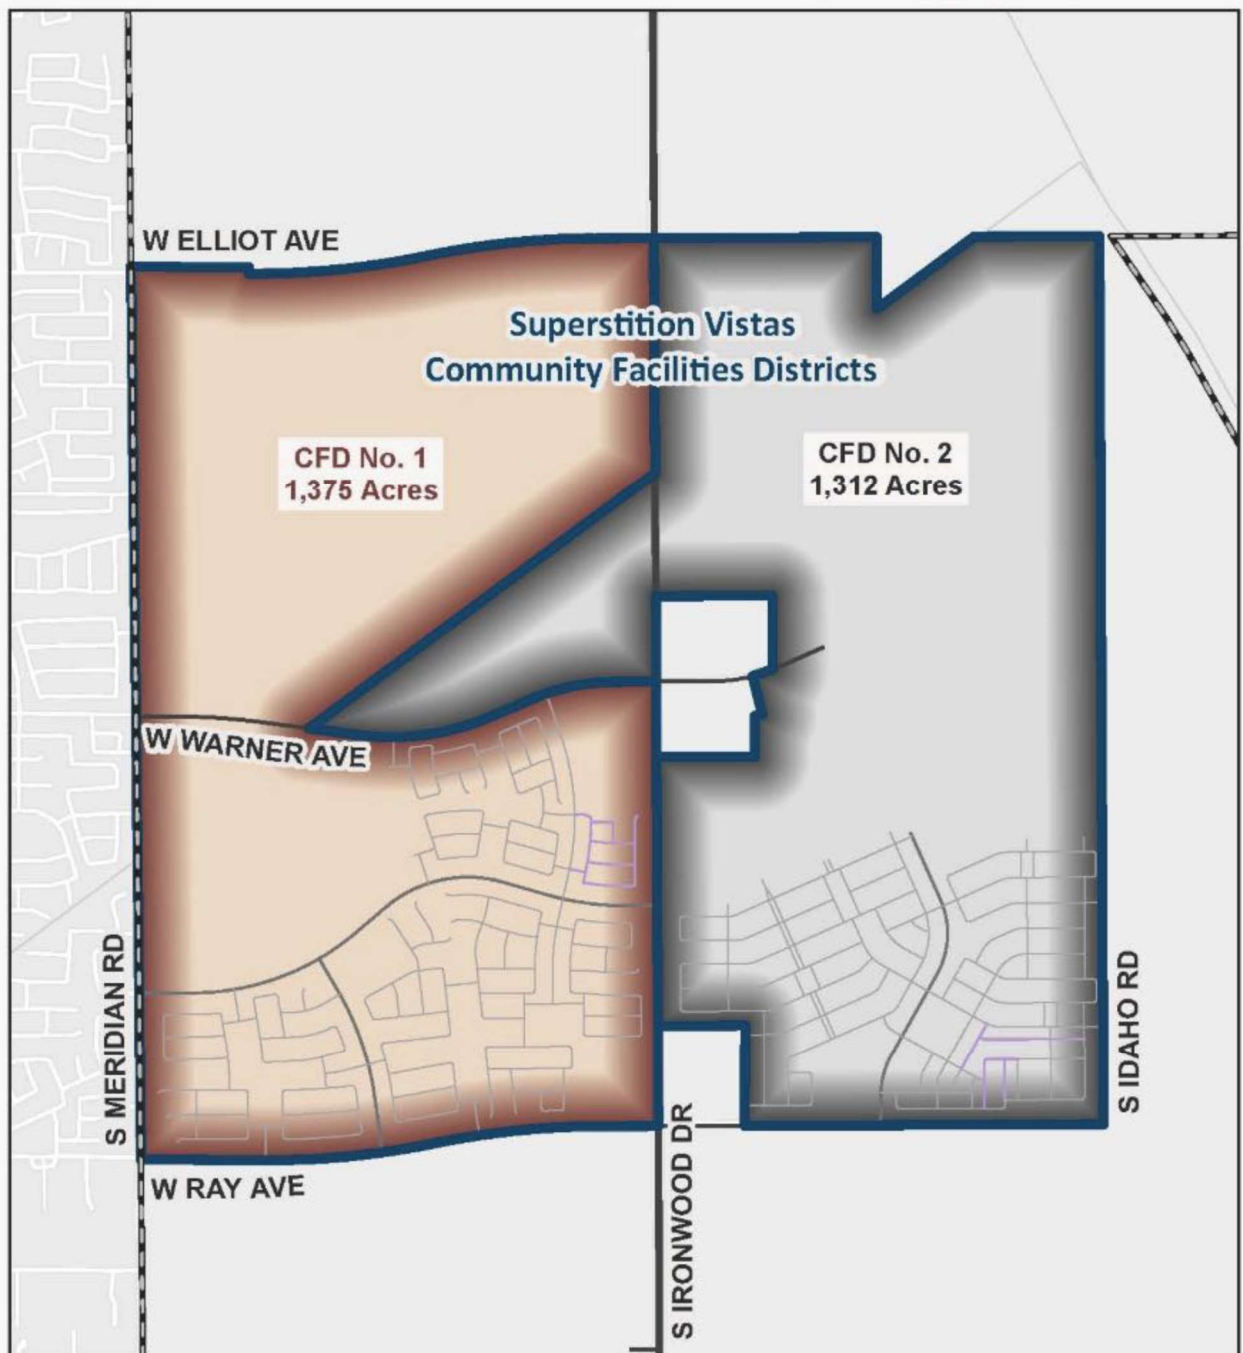 W ELLIOT AVE
Superstition Vistas
Community Facilities Districts
CFD No. 1
1,375 Acres
CFD No. 2
1,312 Acres
W WARNER AVE
S MERIDIAN RD
S IDAHO RD
W RAY AVE
S IRONWOOD DR